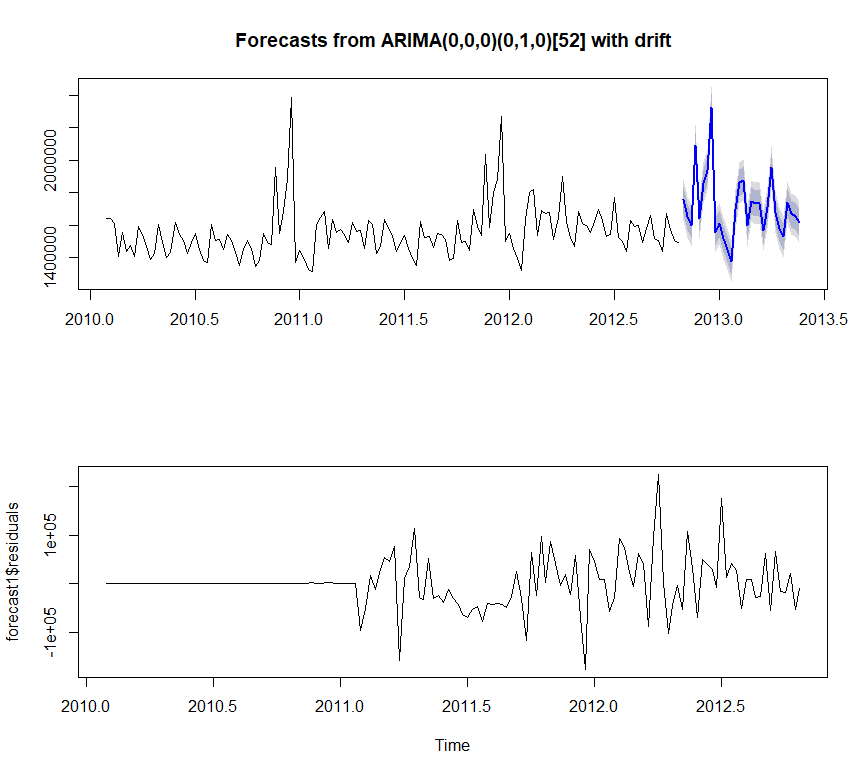 Forecasts from ARIMA(0,0,0)(0,1,0)[52] with drift
1400000
2000000
2010.0 2010.5 2011.0 2011.5 2012.0 2012.5 2013.0 2013.5
forecast1$residuals
-1e+05
1e+05
2010.0 2010.5 2011.0 2011.5 2012.0 2012.5
Time